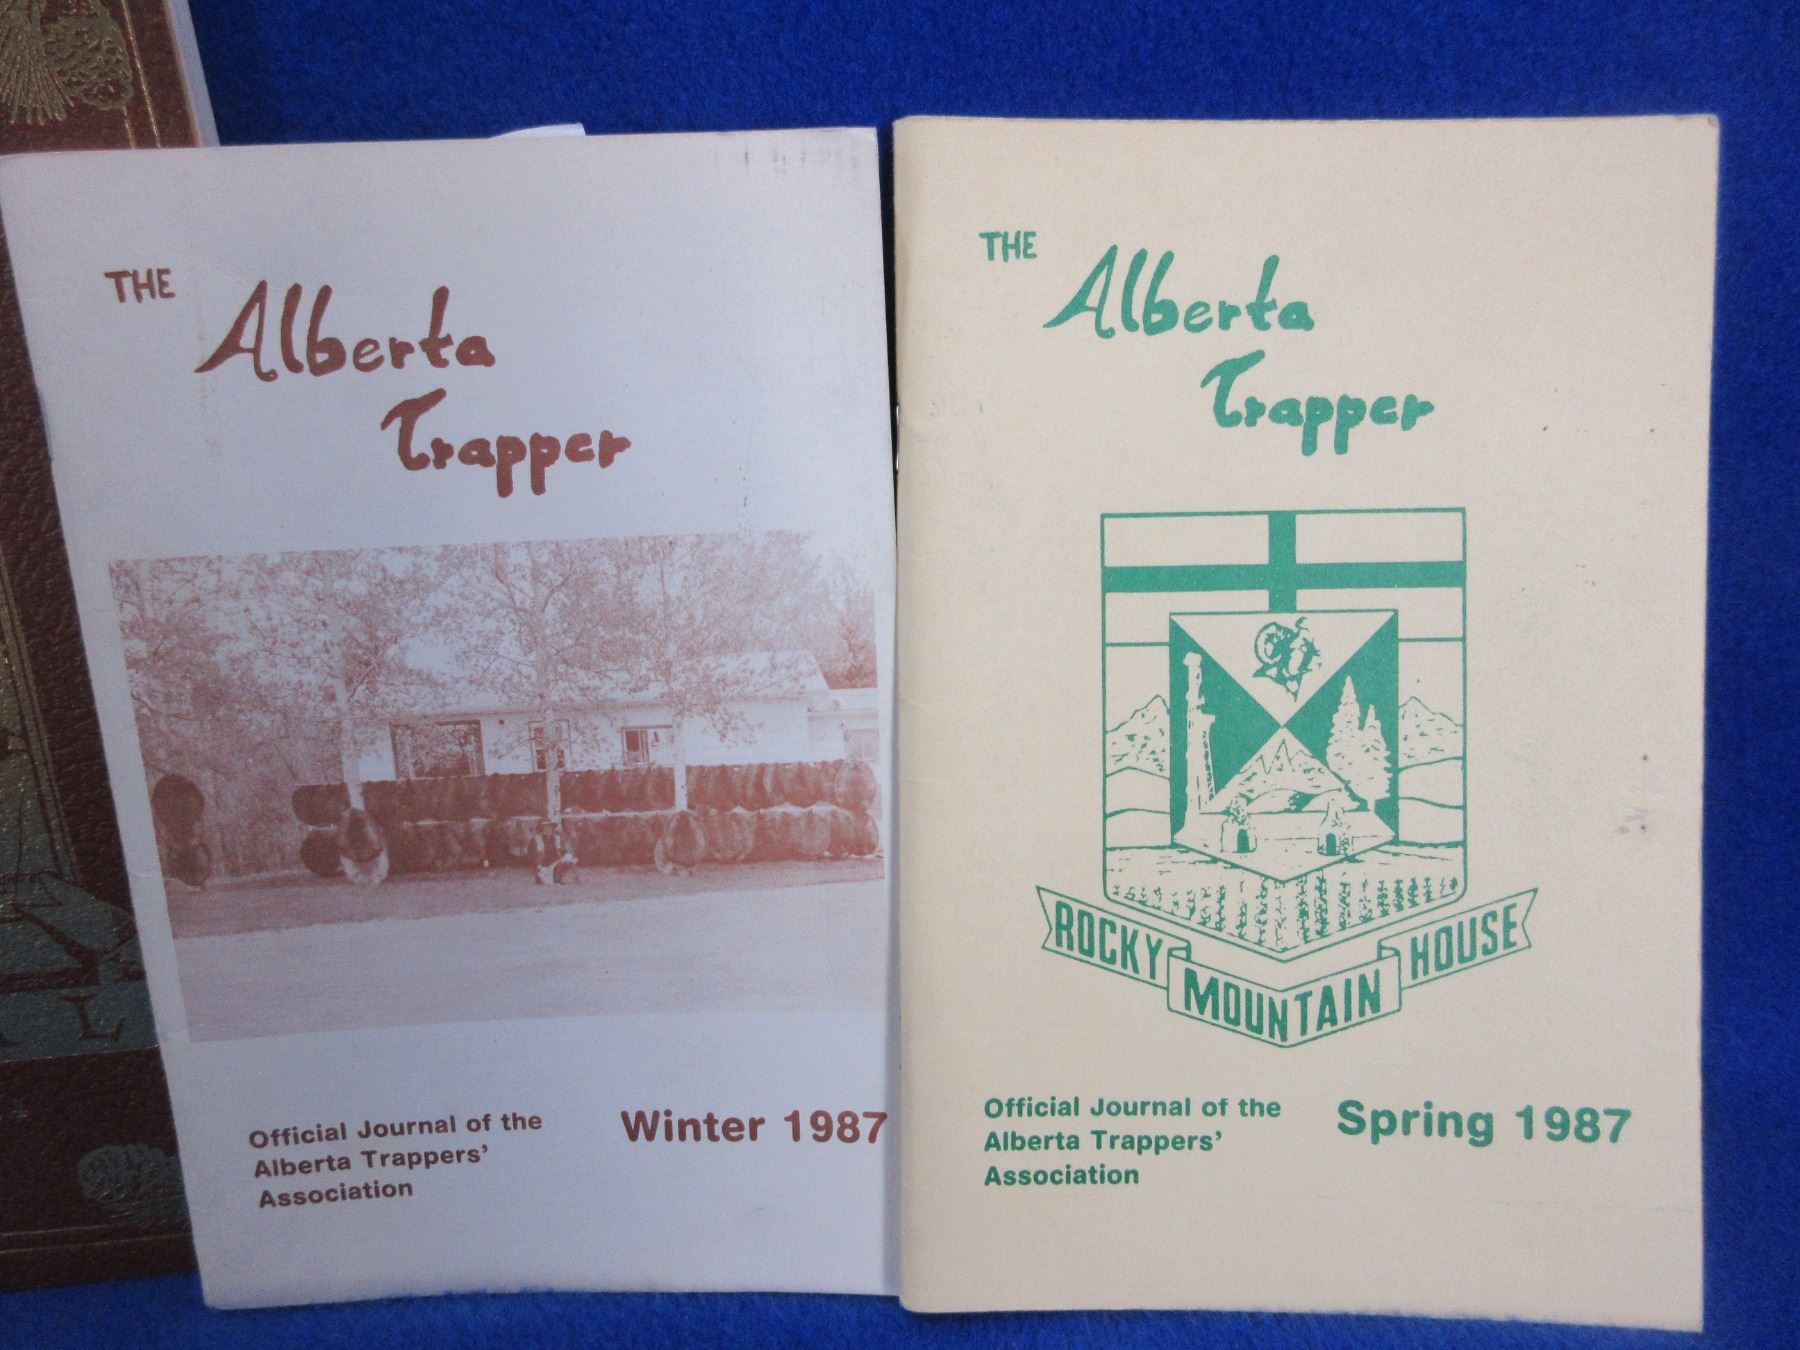 THE
Alberta
Trapper
Official Journal of the
Alberta Trappers'
Association
Winter 1987
THE
Alberta
Trapper
ROCKY MOUNTAIN HOUSE
Official Journal of the
Alberta Trappers'
Association
Spring 1987